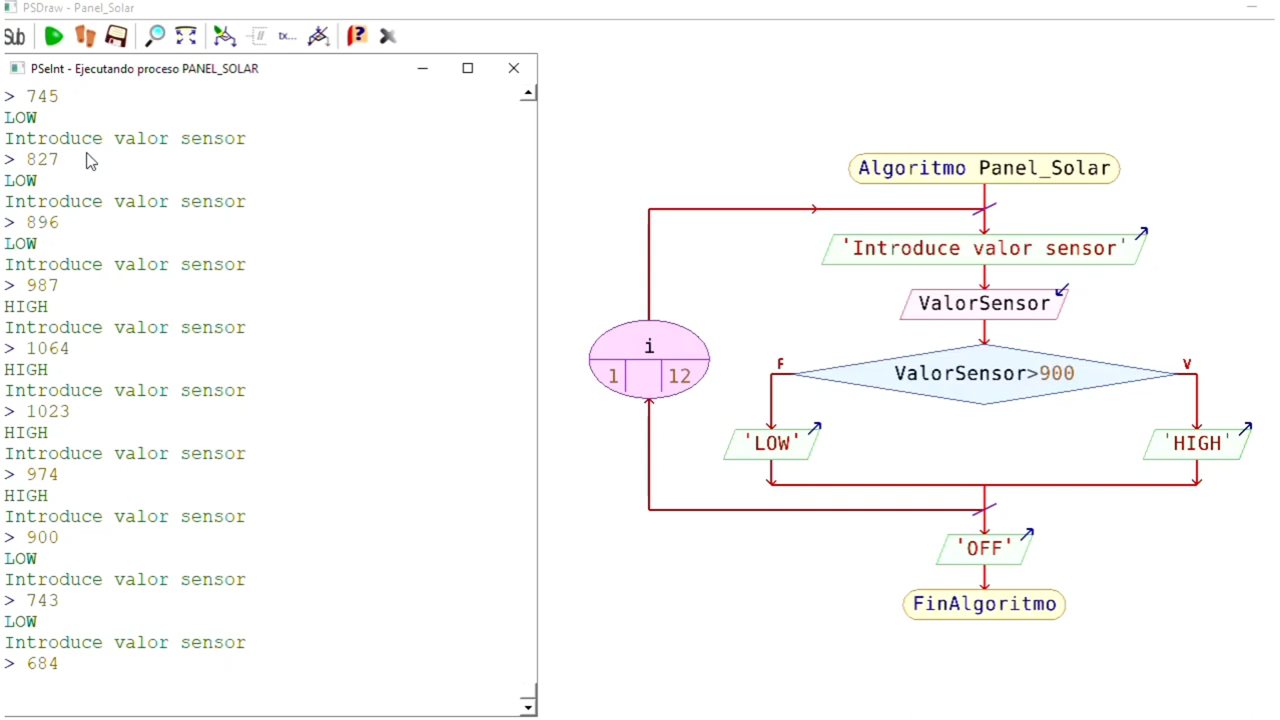 PSDraw - Panel_Solar
Sub
tx...
?
PSeInt - Ejecutando proceso PANEL_SOLAR
> 745
LOW
Introduce valor sensor
> 827
LOW
Introduce valor sensor
> 896
LOW
Introduce valor sensor
> 987
HIGH
Introduce valor sensor
> 1064
HIGH
Introduce valor sensor
> 1023
HIGH
Introduce valor sensor
> 974
HIGH
Introduce valor sensor
> 900
LOW
Introduce valor sensor
> 743
LOW
Introduce valor sensor
> 684
Algoritmo Panel_Solar
'Introduce valor sensor'
ValorSensor
i
1 12
F
ValorSensor>900
V
'LOW'
'HIGH'
'OFF'
FinAlgoritmo